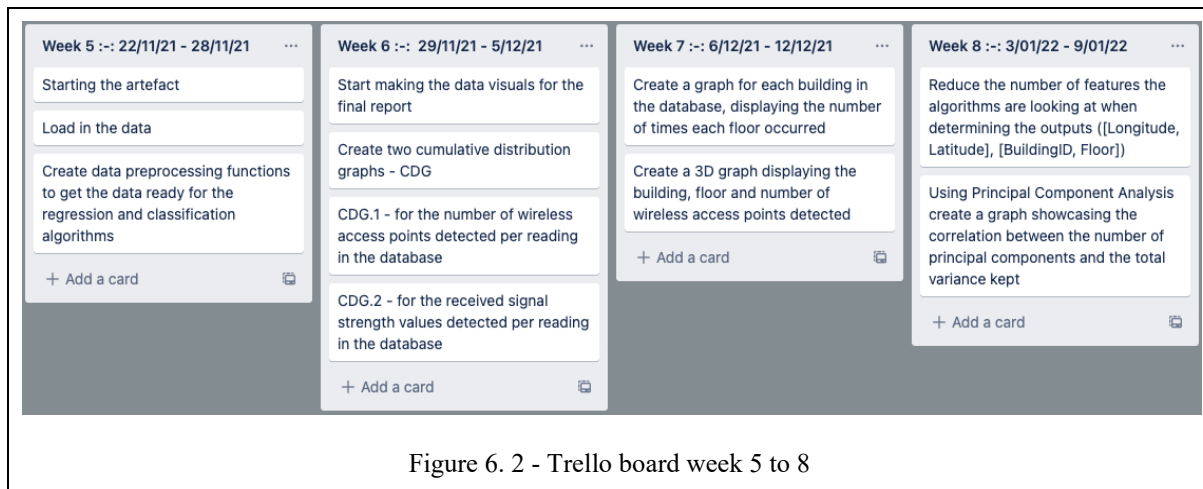 Week 5 :-: 22/11/21 - 28/11/21
Starting the artefact
Load in the data
Create data preprocessing functions
to get the data ready for the
regression and classification
algorithms
+ Add a card
Week 6 :-: 29/11/21 - 5/12/21
Start making the data visuals for the
final report
Create two cumulative distribution
graphs - CDG
CDG.1 - for the number of wireless
access points detected per reading
in the database
CDG.2 - for the received signal
strength values detected per reading
in the database
+ Add a card
Week 7 :-: 6/12/21 - 12/12/21
Create a graph for each building in
the database, displaying the number
of times each floor occurred
Create a 3D graph displaying the
building, floor and number of
wireless access points detected
+ Add a card
Week 8 :-: 3/01/22 - 9/01/22
Reduce the number of features the
algorithms are looking at when
determining the outputs ([Longitude,
Latitude], [BuildingID, Floor])
Using Principal Component Analysis
create a graph showcasing the
correlation between the number of
principal components and the total
variance kept
+ Add a card
Figure 6. 2 - Trello board week 5 to 8